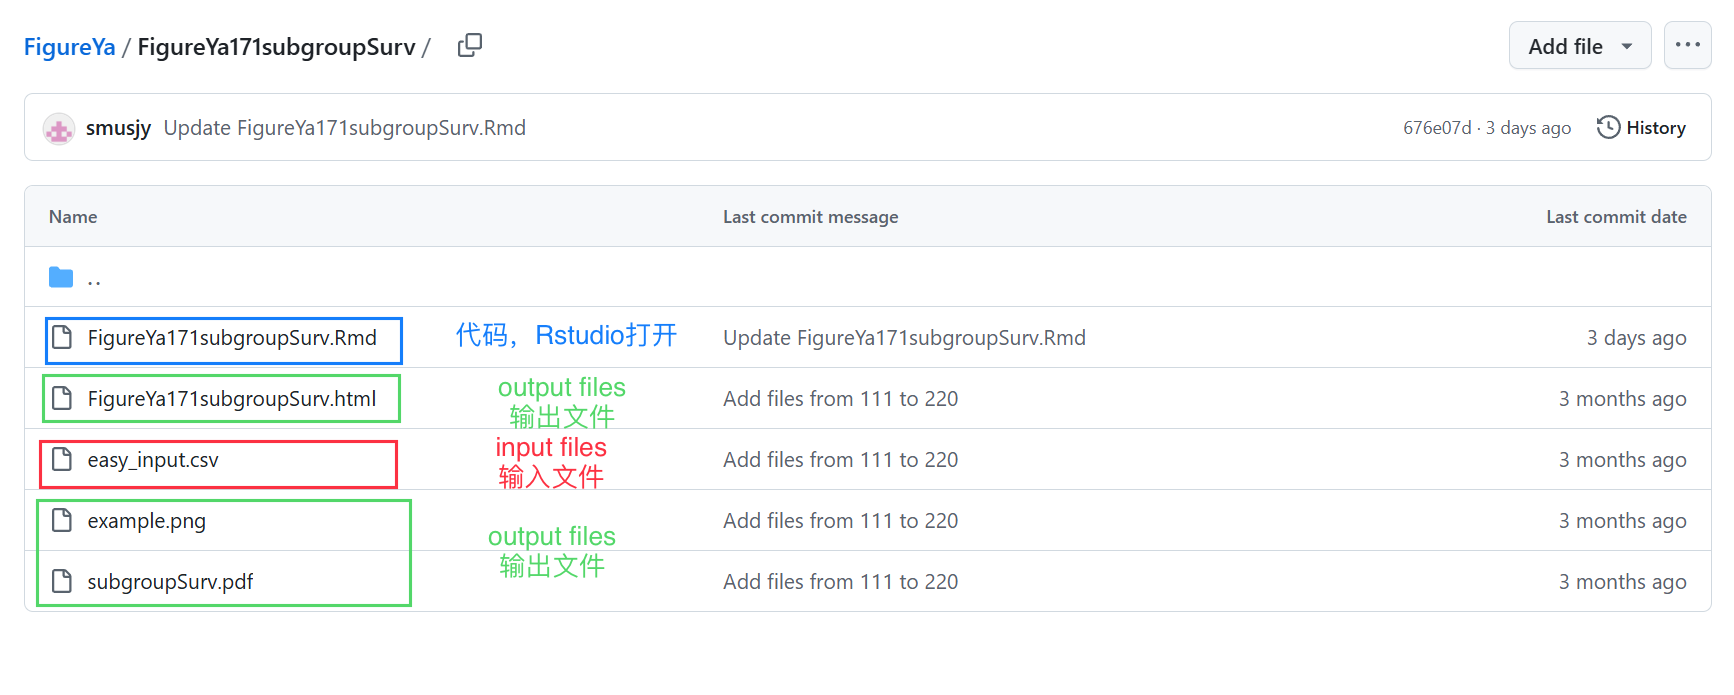 FigureYa / FigureYa171subgroupSurv /
Add file
smusjy Update FigureYa171subgroupSurv.Rmd
676e07d · 3 days ago
History
Name Last commit message Last commit date
..
FigureYa171subgroupSurv.Rmd 代码，Rstudio打开 Update FigureYa171subgroupSurv.Rmd 3 days ago
FigureYa171subgroupSurv.html output files Add files from 111 to 220 3 months ago
输出文件
easy_input.csv input files Add files from 111 to 220 3 months ago
输入文件
example.png output files Add files from 111 to 220 3 months ago
输出文件
subgroupSurv.pdf Add files from 111 to 220 3 months ago